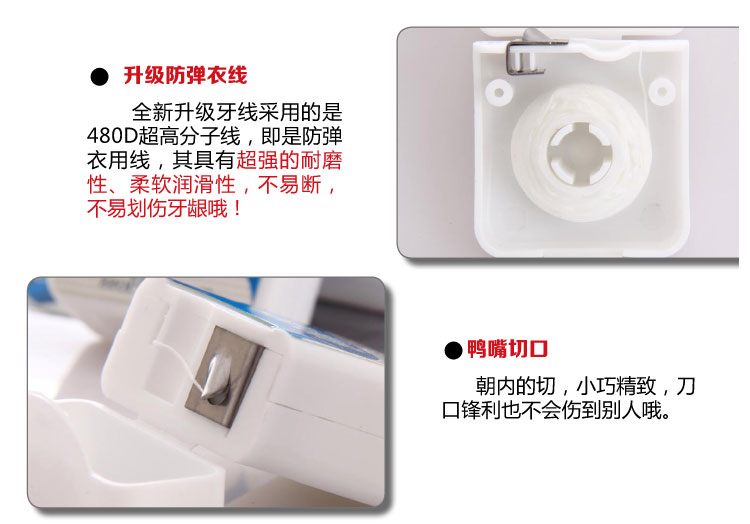 ● 升级防弹衣线
全新升级牙线采用的是
480D超高分子线，即是防弹
衣用线，其具有超强的耐磨
性、柔软润滑性，不易断，
不易划伤牙龈哦！
● 鸭嘴切口
朝内的切，小巧精致，刀
口锋利也不会伤到别人哦。